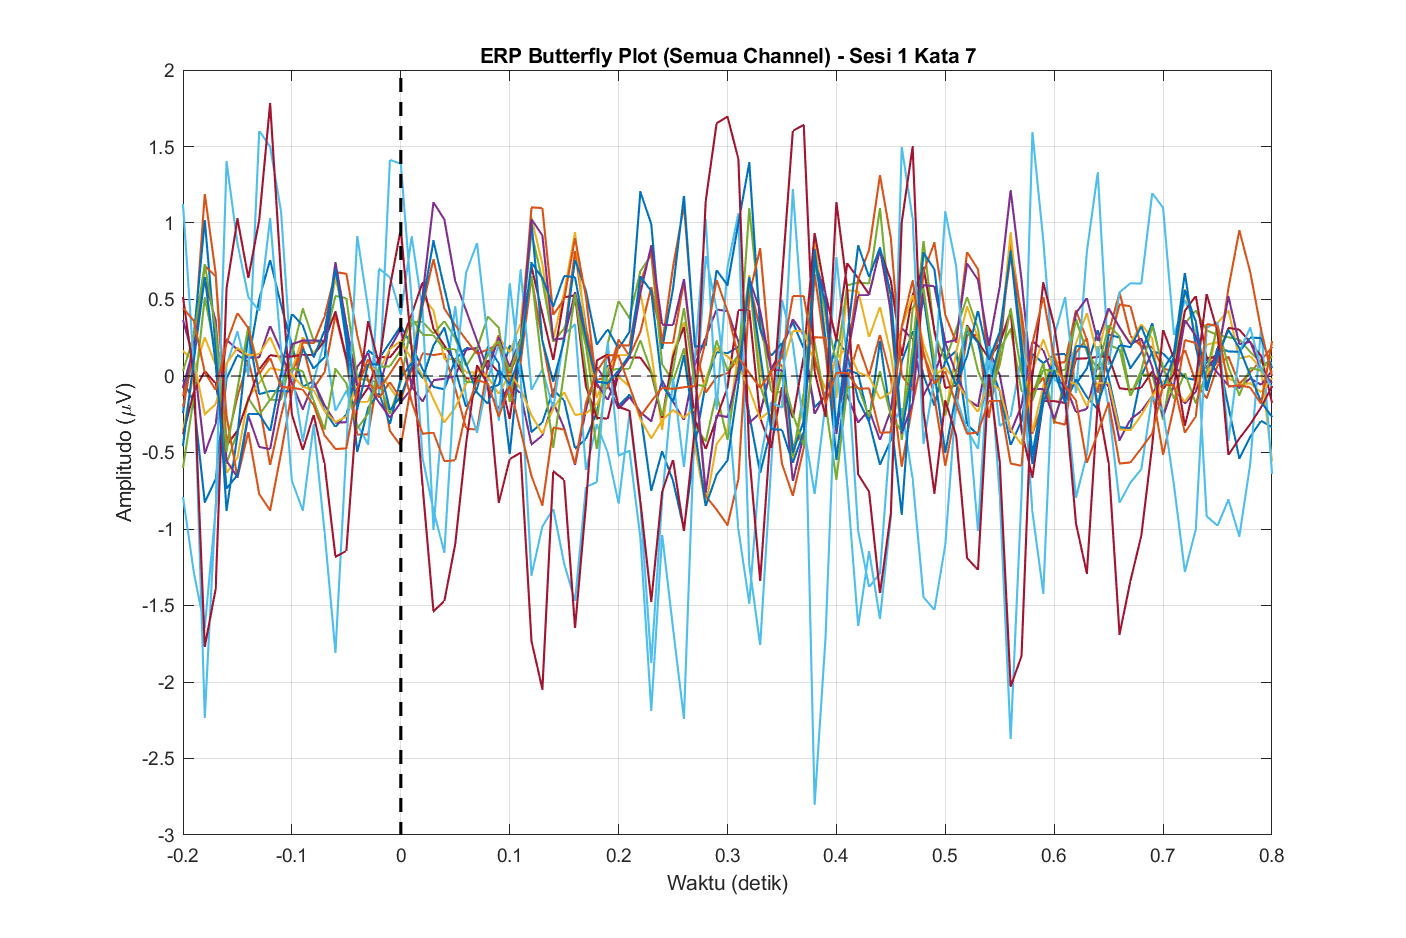 ERP Butterfly Plot (Semua Channel) - Sesi 1 Kata 7
2
1.5
1
0.5
0
-0.5
-1
-1.5
-2
-2.5
-3
Amplitudo (μV)
-0.2 -0.1 0 0.1 0.2 0.3 0.4 0.5 0.6 0.7 0.8
Waktu (detik)